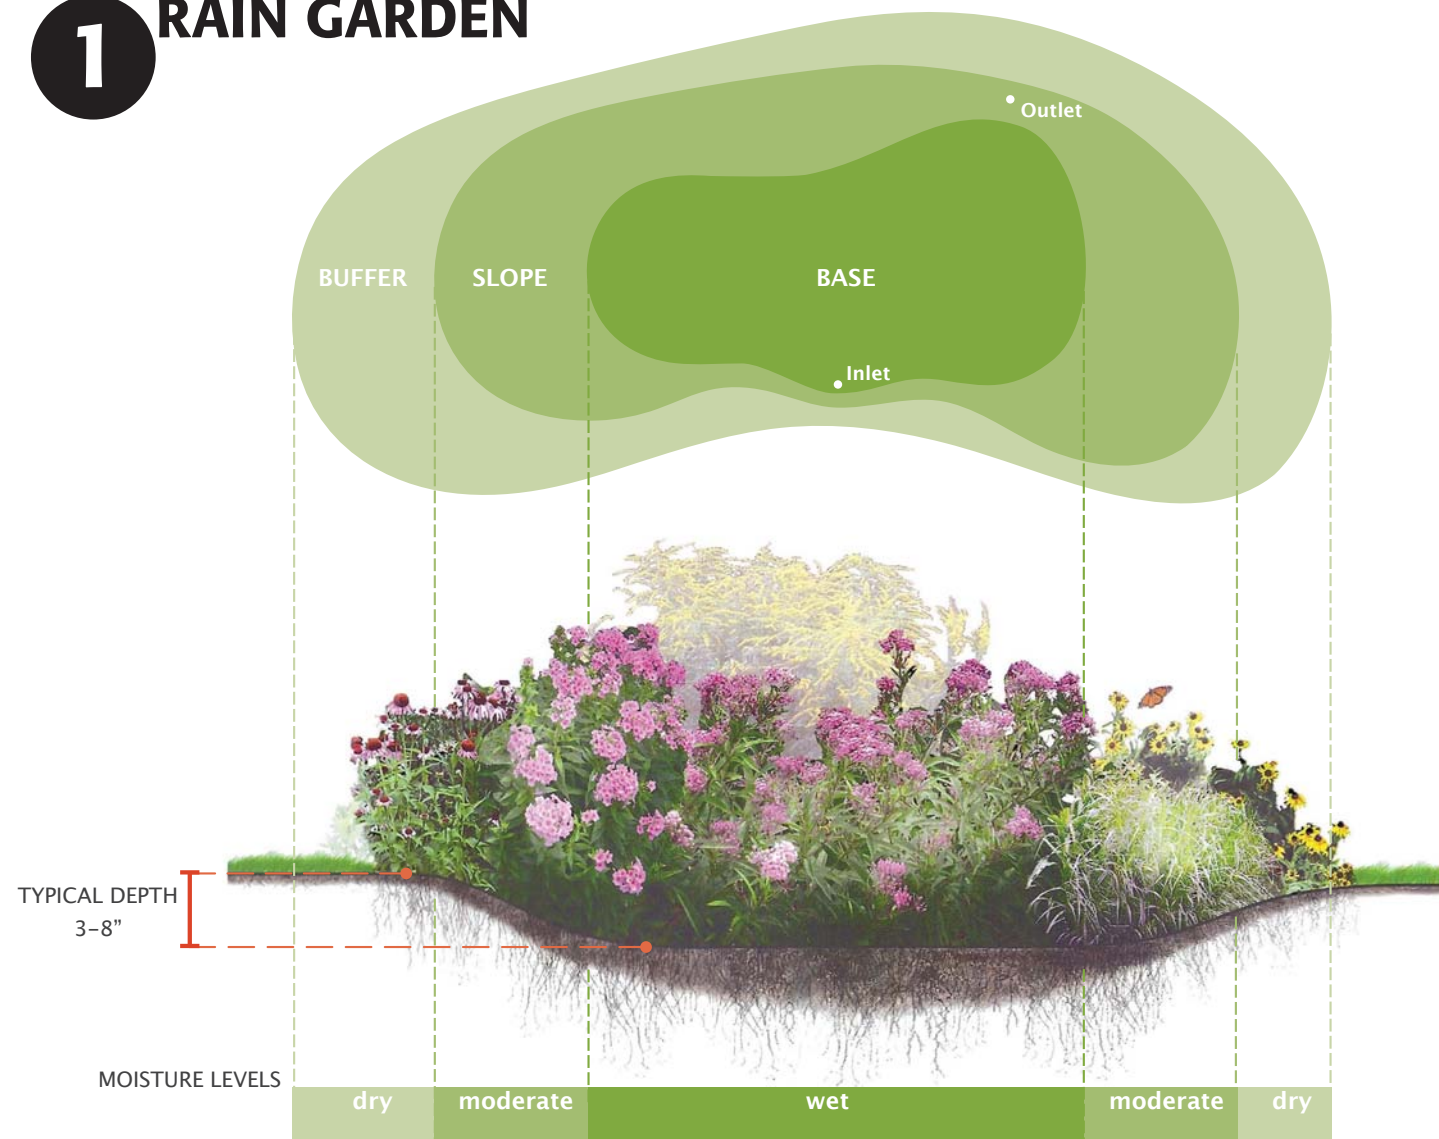 1
RAIN GARDEN
Outlet
BUFFER
SLOPE
BASE
Inlet
TYPICAL DEPTH
3–8”
MOISTURE LEVELS
dry
moderate
wet
moderate
dry